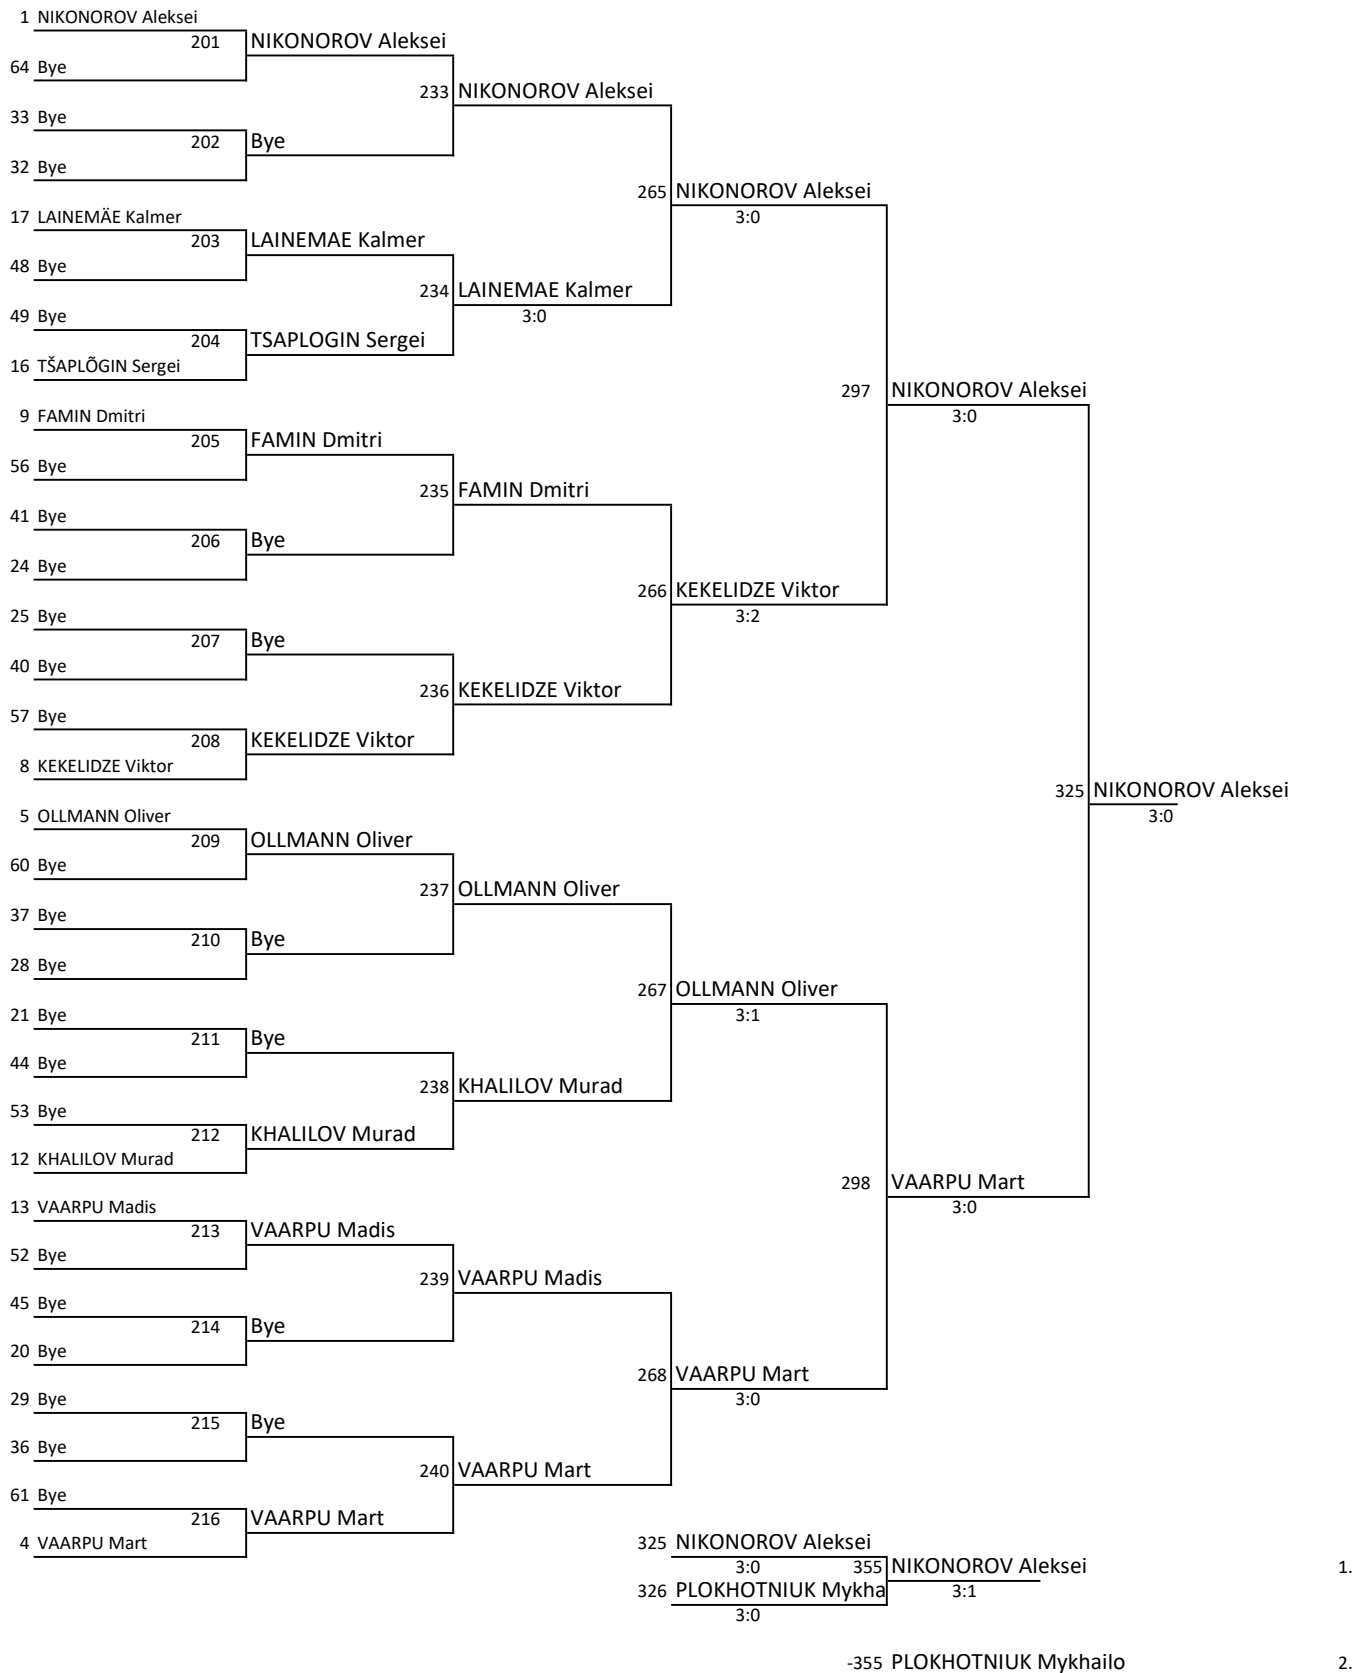 1 NIKONOROV Aleksei
201 NIKONOROV Aleksei
64 Bye
233 NIKONOROV Aleksei
33 Bye
202 Bye
32 Bye
265 NIKONOROV Aleksei
3:0
17 LAINEMÄE Kalmer
203 LAINEMAE Kalmer
48 Bye
234 LAINEMAE Kalmer
3:0
49 Bye
204 TSAPLOGIN Sergei
16 TŠAPLÕGIN Sergei
297 NIKONOROV Aleksei
3:0
9 FAMIN Dmitri
205 FAMIN Dmitri
56 Bye
235 FAMIN Dmitri
41 Bye
206 Bye
24 Bye
266 KEKELIDZE Viktor
3:2
25 Bye
207 Bye
40 Bye
236 KEKELIDZE Viktor
57 Bye
208 KEKELIDZE Viktor
8 KEKELIDZE Viktor
325 NIKONOROV Aleksei
3:0
5 OLLMANN Oliver
209 OLLMANN Oliver
60 Bye
237 OLLMANN Oliver
37 Bye
210 Bye
28 Bye
267 OLLMANN Oliver
3:1
21 Bye
211 Bye
44 Bye
238 KHALILOV Murad
53 Bye
212 KHALILOV Murad
12 KHALILOV Murad
298 VAARPU Mart
3:0
13 VAARPU Madis
213 VAARPU Madis
52 Bye
239 VAARPU Madis
45 Bye
214 Bye
20 Bye
268 VAARPU Mart
3:0
29 Bye
215 Bye
36 Bye
240 VAARPU Mart
61 Bye
216 VAARPU Mart
4 VAARPU Mart
325 NIKONOROV Aleksei
3:0
355 NIKONOROV Aleksei 1.
3:1
326 PLOKHOTNIUK Mykha
3:0
-355 PLOKHOTNIUK Mykhailo 2.